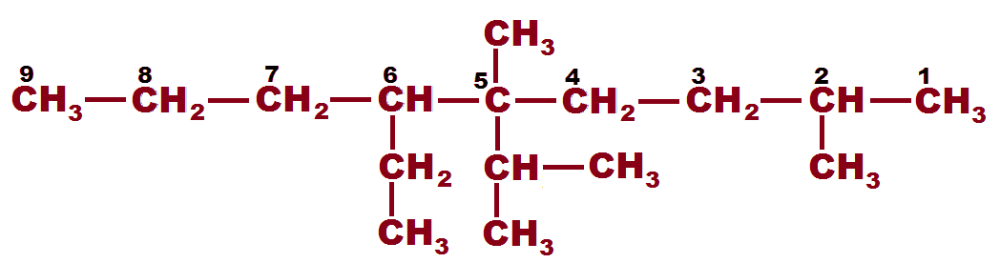 CH₃
9 8 7 6 5 4 3 2 1
CH₃ CH₂ CH₂ CH C CH₂ CH₂ CH CH₃
CH₂ CH CH₃ CH₃
CH₃ CH₃